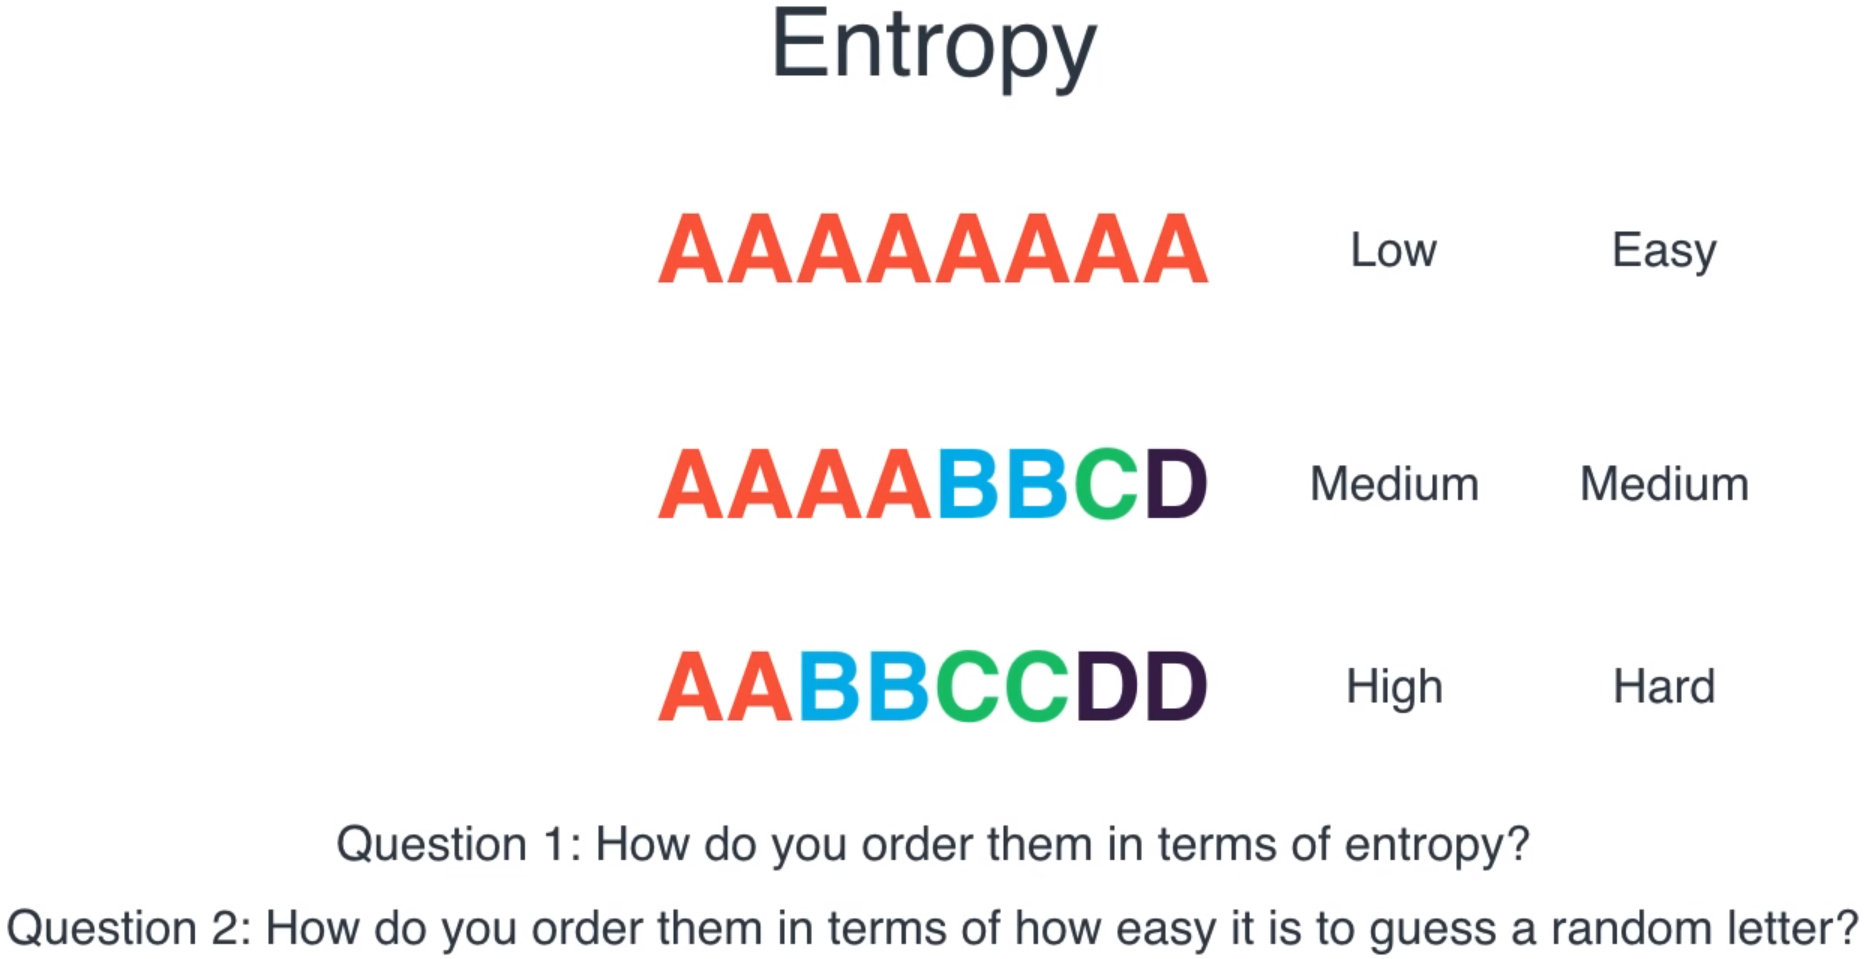 Entropy
AAAAAAAA Low Easy
AAAABBCD Medium Medium
AABBCCDD High Hard
Question 1: How do you order them in terms of entropy?
Question 2: How do you order them in terms of how easy it is to guess a random letter?